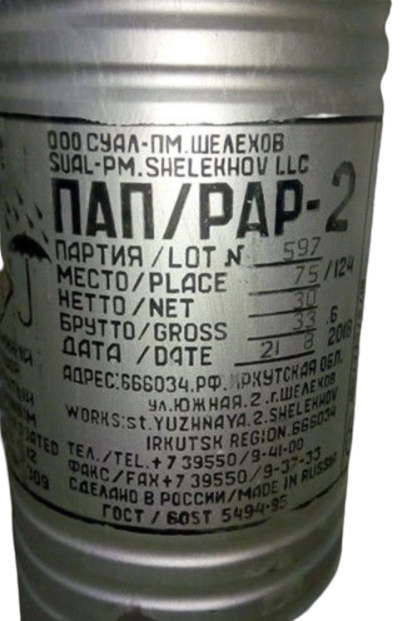 ООО СУАЛ-ПМ.ШЕЛЕХОВ
SUAL-PM.SHELEKHOV LLC
ПАП/PAP-2
ПАРТИЯ/LOT N 597
МЕСТО/PLACE 75/124
НЕТТО/NET 30
БРУТТО/GROSS 33.6
ДАТА/DATE 21 8 2018
АДРЕС:666034.РФ.ИРКУТСКАЯ ОБЛ.
ул.ЮЖНАЯ.2.г.ШЕЛЕХОВ
WORKS:st.YUZHNAYA.2.SHELEKHOV
IRKUTSK REGION.666034
ТЕЛ./TEL.+7 39550/9-41-00
ФАКС/FAX+7 39550/9-37-33
СДЕЛАНО В РОССИИ/MADE IN RUSSIA
ГОСТ/GOST 5494-95
12
309